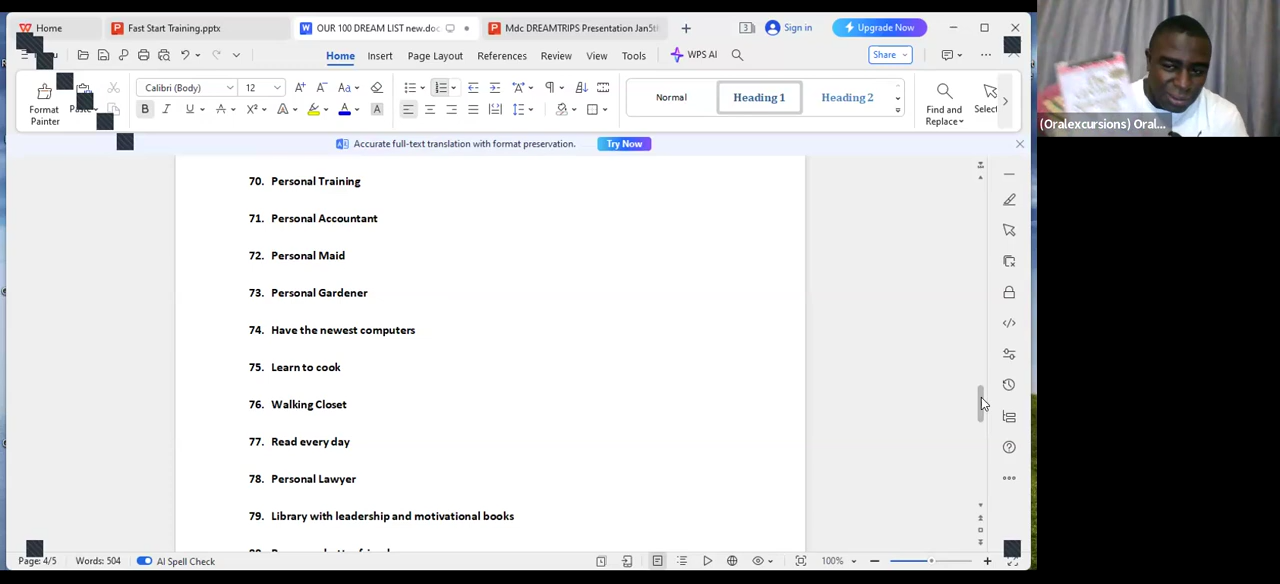 Home
Fast Start Training.pptx
OUR 100 DREAM LIST new.doc
Mdc DREAMTRIPS Presentation Jan5th
Sign in
Upgrade Now
Home Insert Page Layout References Review View Tools WPS AI
Share
Calibri (Body) 12
Format Painter
Paste
Normal
Heading 1
Heading 2
Find and Replace
Select
Accurate full-text translation with format preservation.
Try Now
(Oralexcursions) Oral...
70. Personal Training
71. Personal Accountant
72. Personal Maid
73. Personal Gardener
74. Have the newest computers
75. Learn to cook
76. Walking Closet
77. Read every day
78. Personal Lawyer
79. Library with leadership and motivational books
Page: 4/5 Words: 504 AI Spell Check
100%